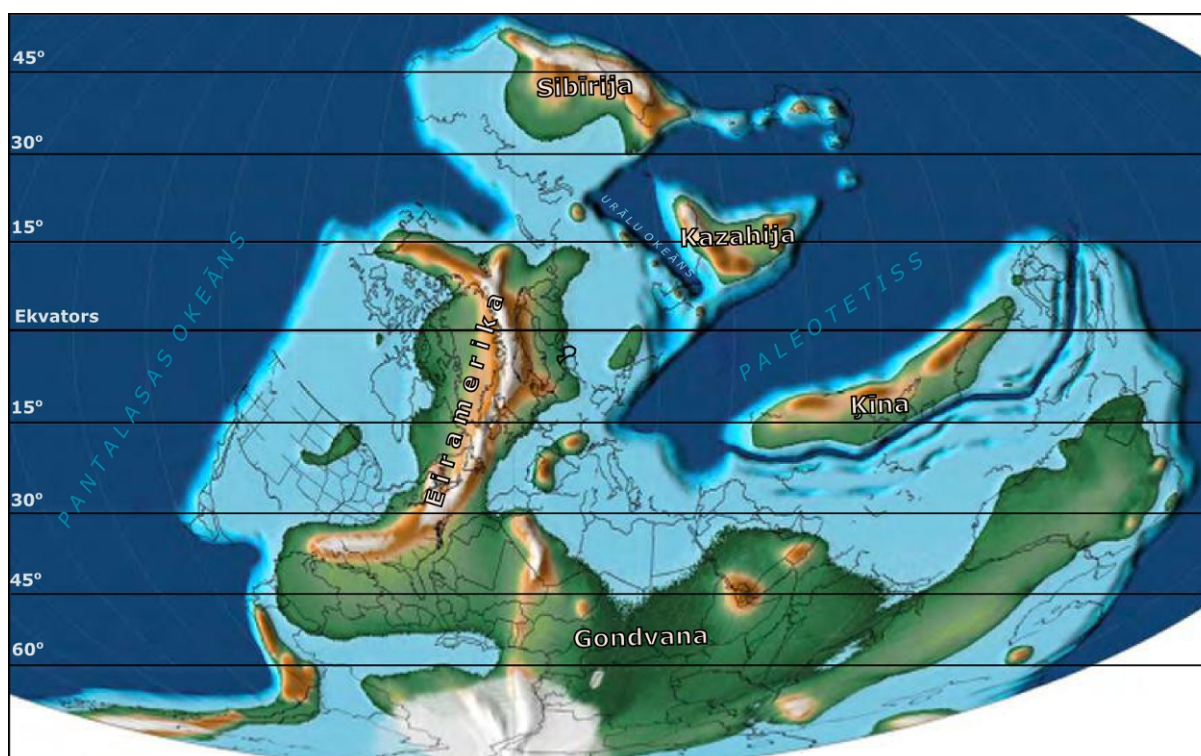 45°
Sibīrija
30°
URĀLU OKEĀNS
15°
Kazahija
PANTALASAS OKEĀNS
Eiramerika
Ekvators
PALEOTETISS
15°
Ķīna
30°
45°
Gondvana
60°